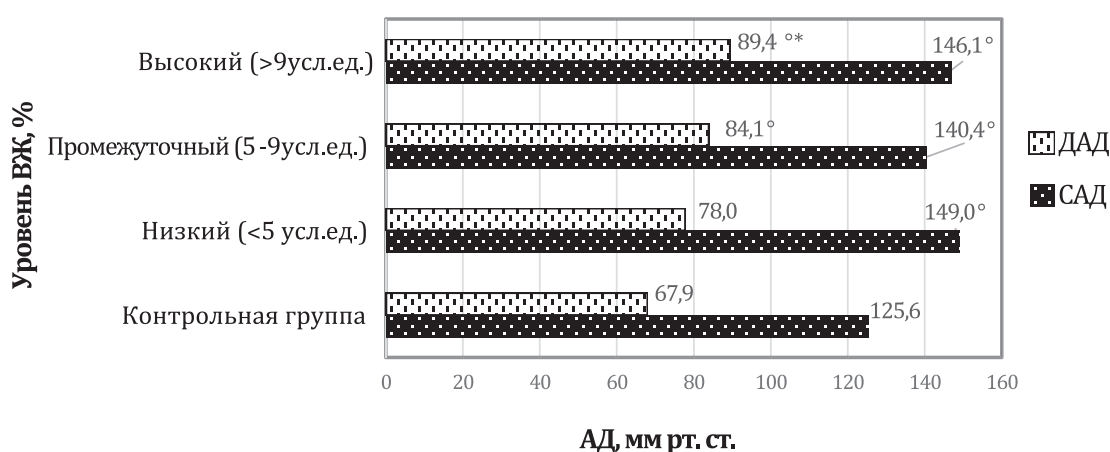 Уровень ВЖ, %
Высокий (>9усл.ед.)
89,4 °*
146,1°
Промежуточный (5-9усл.ед.)
84,1°
140,4°
Низкий (<5 усл.ед.)
78,0
149,0°
Контрольная группа
67,9
125,6
0 20 40 60 80 100 120 140 160
АД, мм рт. ст.
ДАД
САД